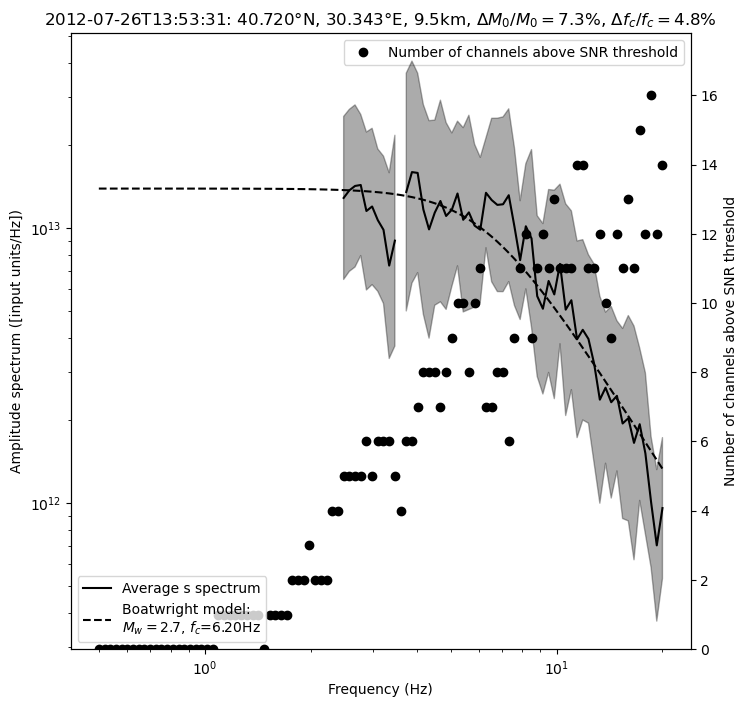 2012-07-26T13:53:31: 40.720°N, 30.343°E, 9.5km, ΔM₀/M₀ = 7.3%, Δf_c/f_c = 4.8%
Number of channels above SNR threshold
Amplitude spectrum ([input units/Hz])
10¹³
10¹²
16
14
12
10
8
6
4
2
0
Number of channels above SNR threshold
Average s spectrum
Boatwright model:
M_w = 2.7, f_c=6.20Hz
10⁰
10¹
Frequency (Hz)